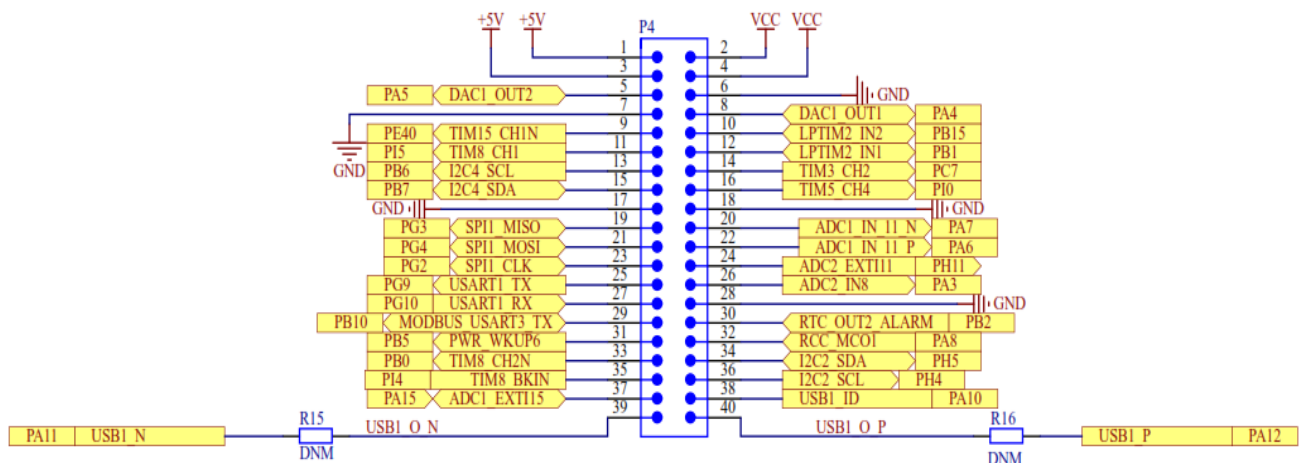 +5V +5V P4 VCC VCC
1 2
3 4
PA5 DAC1_OUT2 5 6 GND
7 8 DAC1_OUT1 PA4
PE40 TIM15_CH1N 9 10 LPTIM2_IN2 PB15
PI5 TIM8_CH1 11 12 LPTIM2_IN1 PB1
GND PB6 I2C4_SCL 13 14 TIM3_CH2 PC7
PB7 I2C4_SDA 15 16 TIM5_CH4 PI0
GND 17 18 GND
PG3 SPI1_MISO 19 20 ADC1_IN_11_N PA7
PG4 SPI1_MOSI 21 22 ADC1_IN_11_P PA6
PG2 SPI1_CLK 23 24 ADC2_EXTI11 PH11
PG9 USART1_TX 25 26 ADC2_IN8 PA3
PG10 USART1_RX 27 28 GND
PB10 MODBUS_USART3_TX 29 30 RTC_OUT2_ALARM PB2
PB5 PWR_WKUP6 31 32 RCC_MCO1 PA8
PB0 TIM8_CH2N 33 34 I2C2_SDA PH5
PI4 TIM8_BKIN 35 36 I2C2_SCL PH4
PA15 ADC1_EXTI15 37 38 USB1_ID PA10
39 40
PA11 USB1_N R15 DNM USB1_O_N USB1_O_P R16 DNM USB1_P PA12